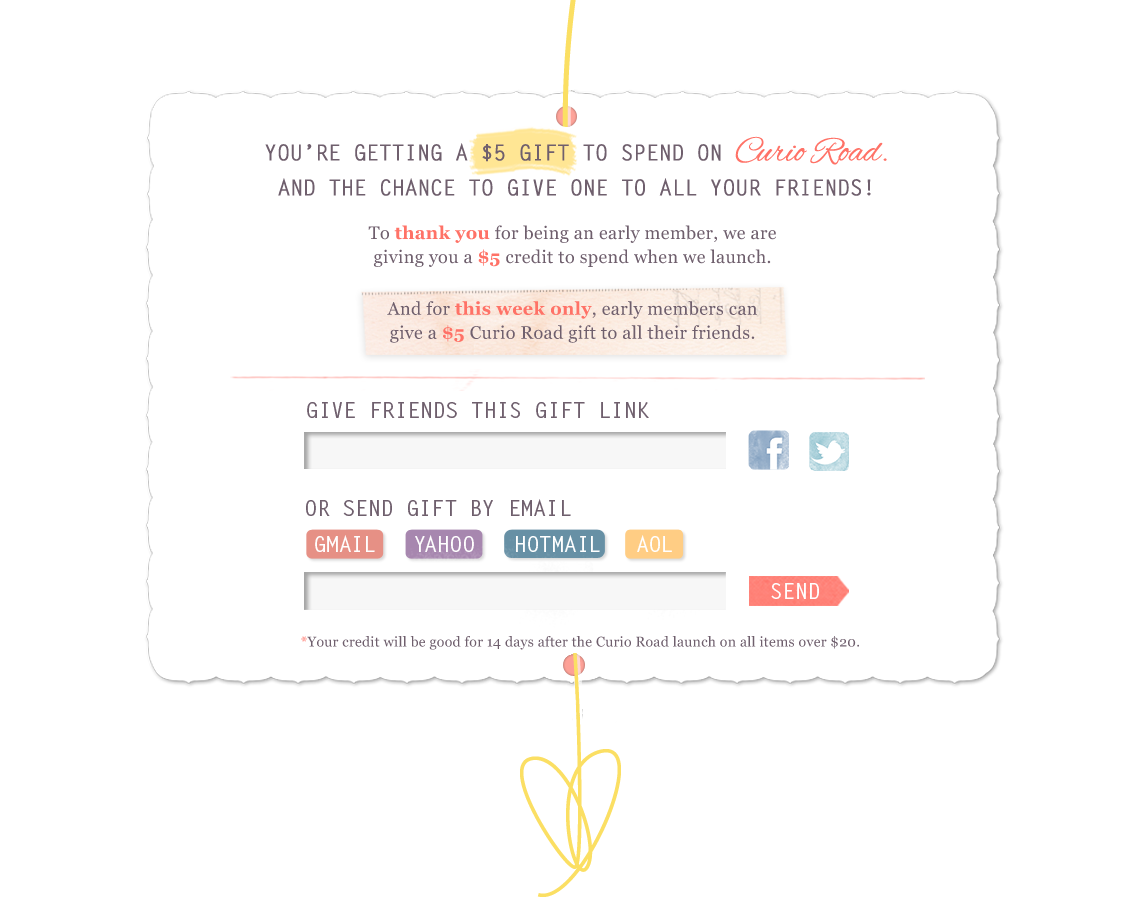 YOU'RE GETTING A $5 GIFT TO SPEND ON Curio Road.
AND THE CHANCE TO GIVE ONE TO ALL YOUR FRIENDS!
To thank you for being an early member, we are
giving you a $5 credit to spend when we launch.
And for this week only, early members can
give a $5 Curio Road gift to all their friends.
GIVE FRIENDS THIS GIFT LINK
f
OR SEND GIFT BY EMAIL
GMAIL YAHOO HOTMAIL AOL
SEND
*Your credit will be good for 14 days after the Curio Road launch on all items over $20.